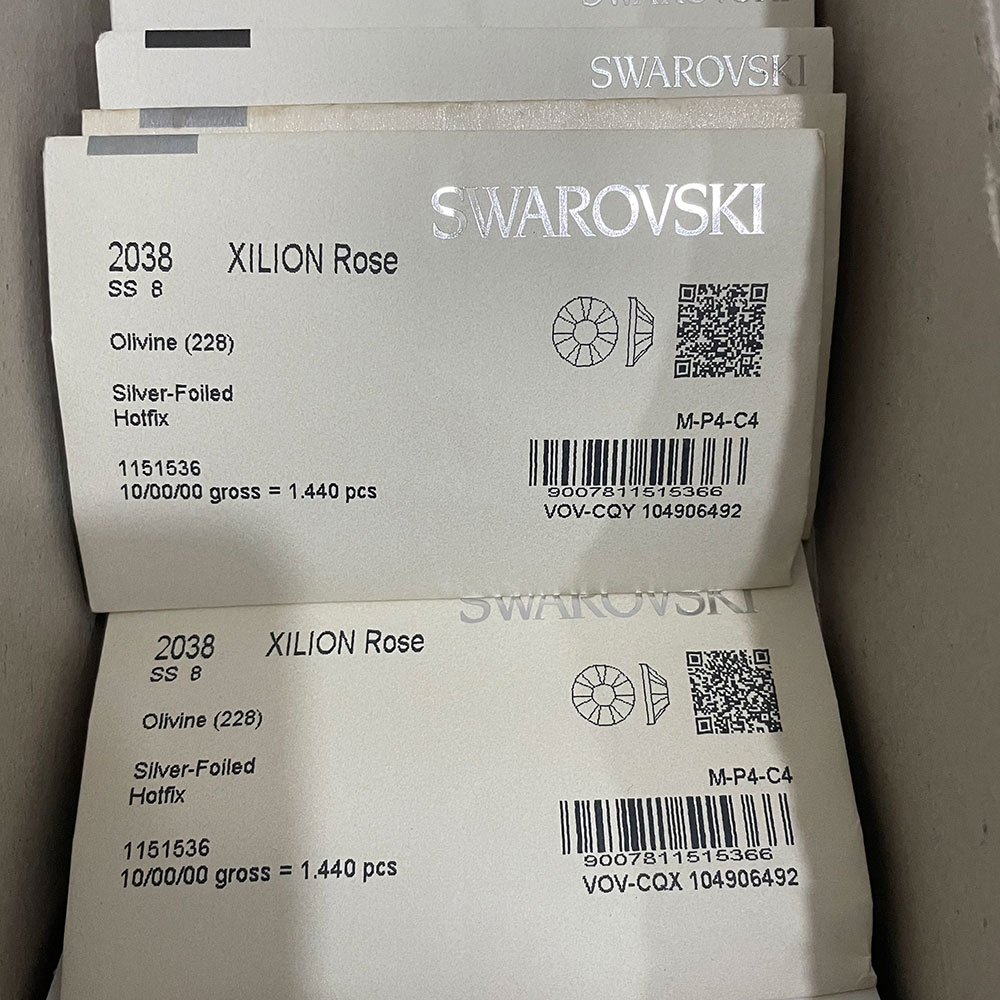 SWAROVSKI
SWAROVSKI
SWAROVSKI
2038 XILION Rose
SS 8
Olivine (228)
Silver-Foiled
Hotfix
M-P4-C4
1151536
10/00/00 gross = 1.440 pcs
9007811515366
VOV-CQY 104906492
SWAROVSKI
2038 XILION Rose
SS 8
Olivine (228)
Silver-Foiled
Hotfix
M-P4-C4
1151536
10/00/00 gross = 1.440 pcs
9007811515366
VOV-CQX 104906492